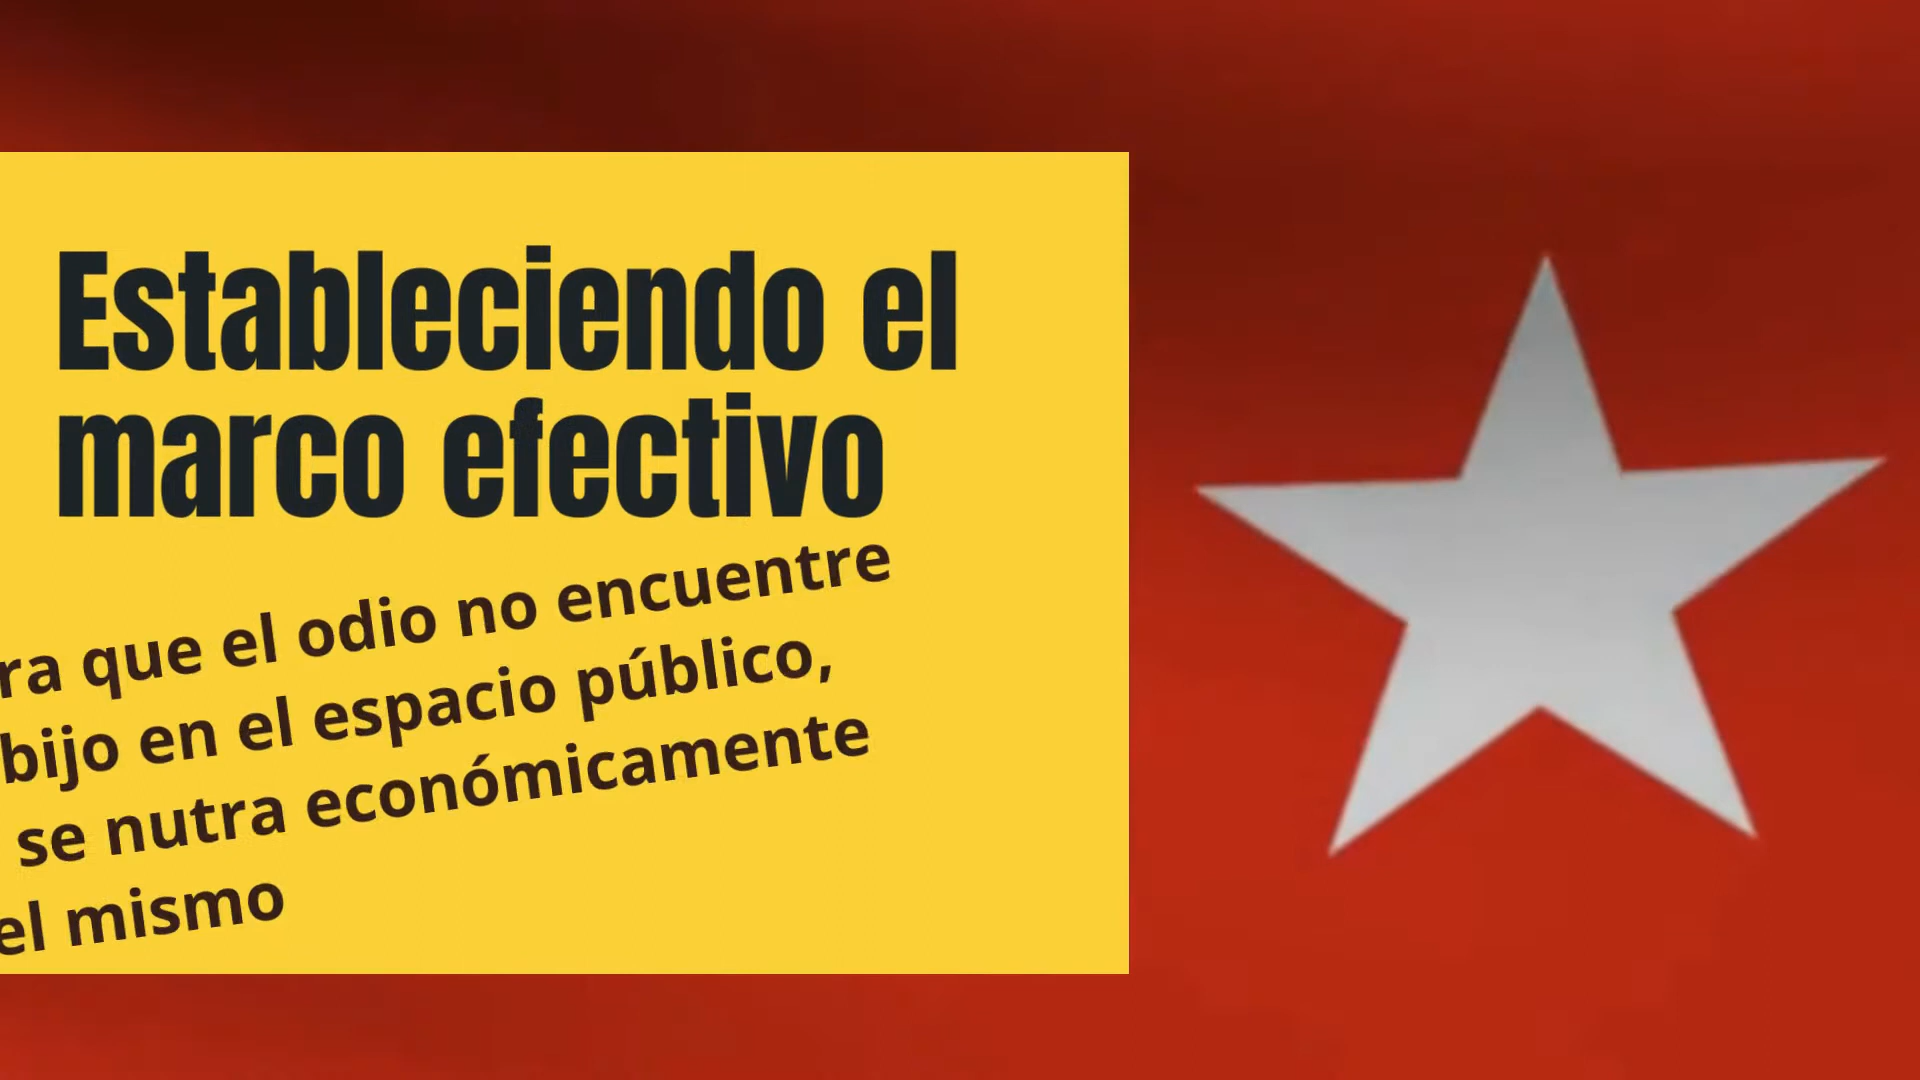 Estableciendo el
marco efectivo
ra que el odio no encuentre
bijo en el espacio público,
se nutra económicamente
el mismo